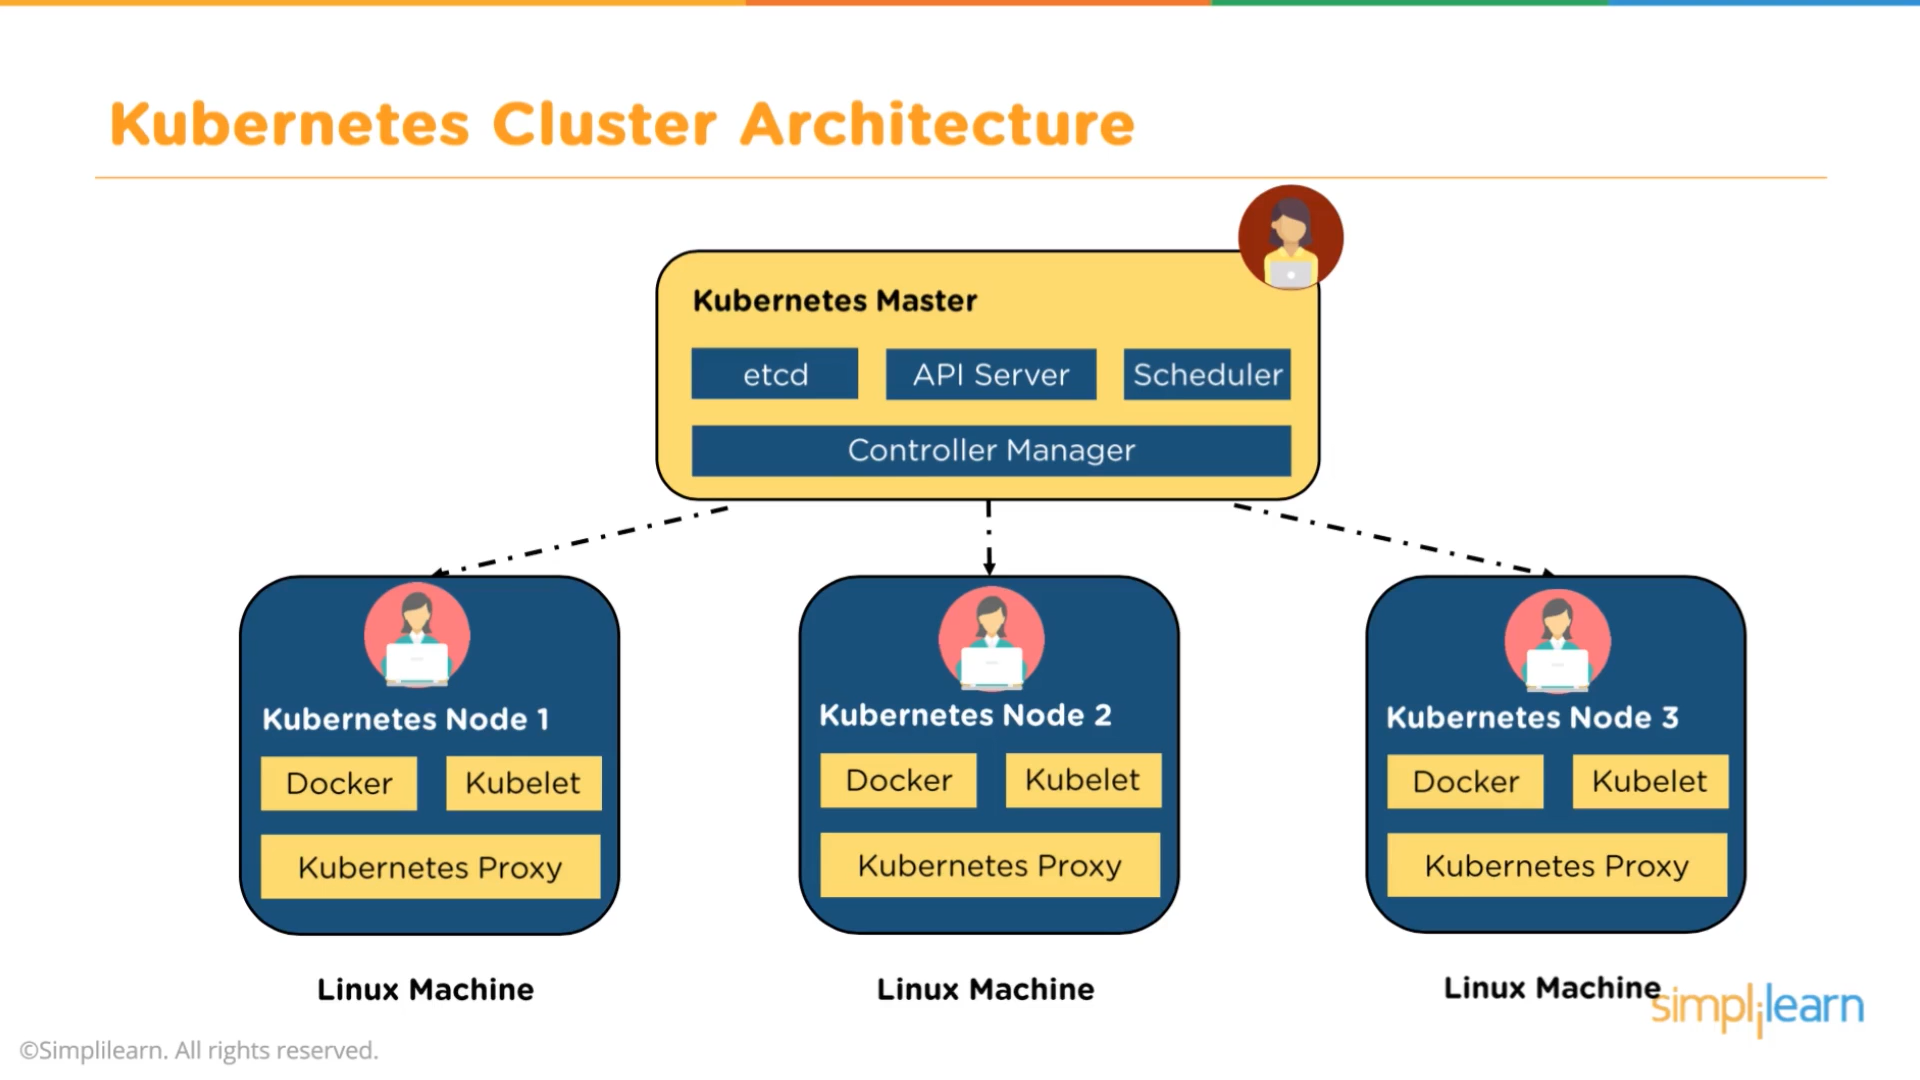 Kubernetes Cluster Architecture
Kubernetes Master
etcd
API Server
Scheduler
Controller Manager
Kubernetes Node 1
Docker
Kubelet
Kubernetes Proxy
Linux Machine
Kubernetes Node 2
Docker
Kubelet
Kubernetes Proxy
Linux Machine
Kubernetes Node 3
Docker
Kubelet
Kubernetes Proxy
Linux Machine
simplilearn
©Simplilearn. All rights reserved.